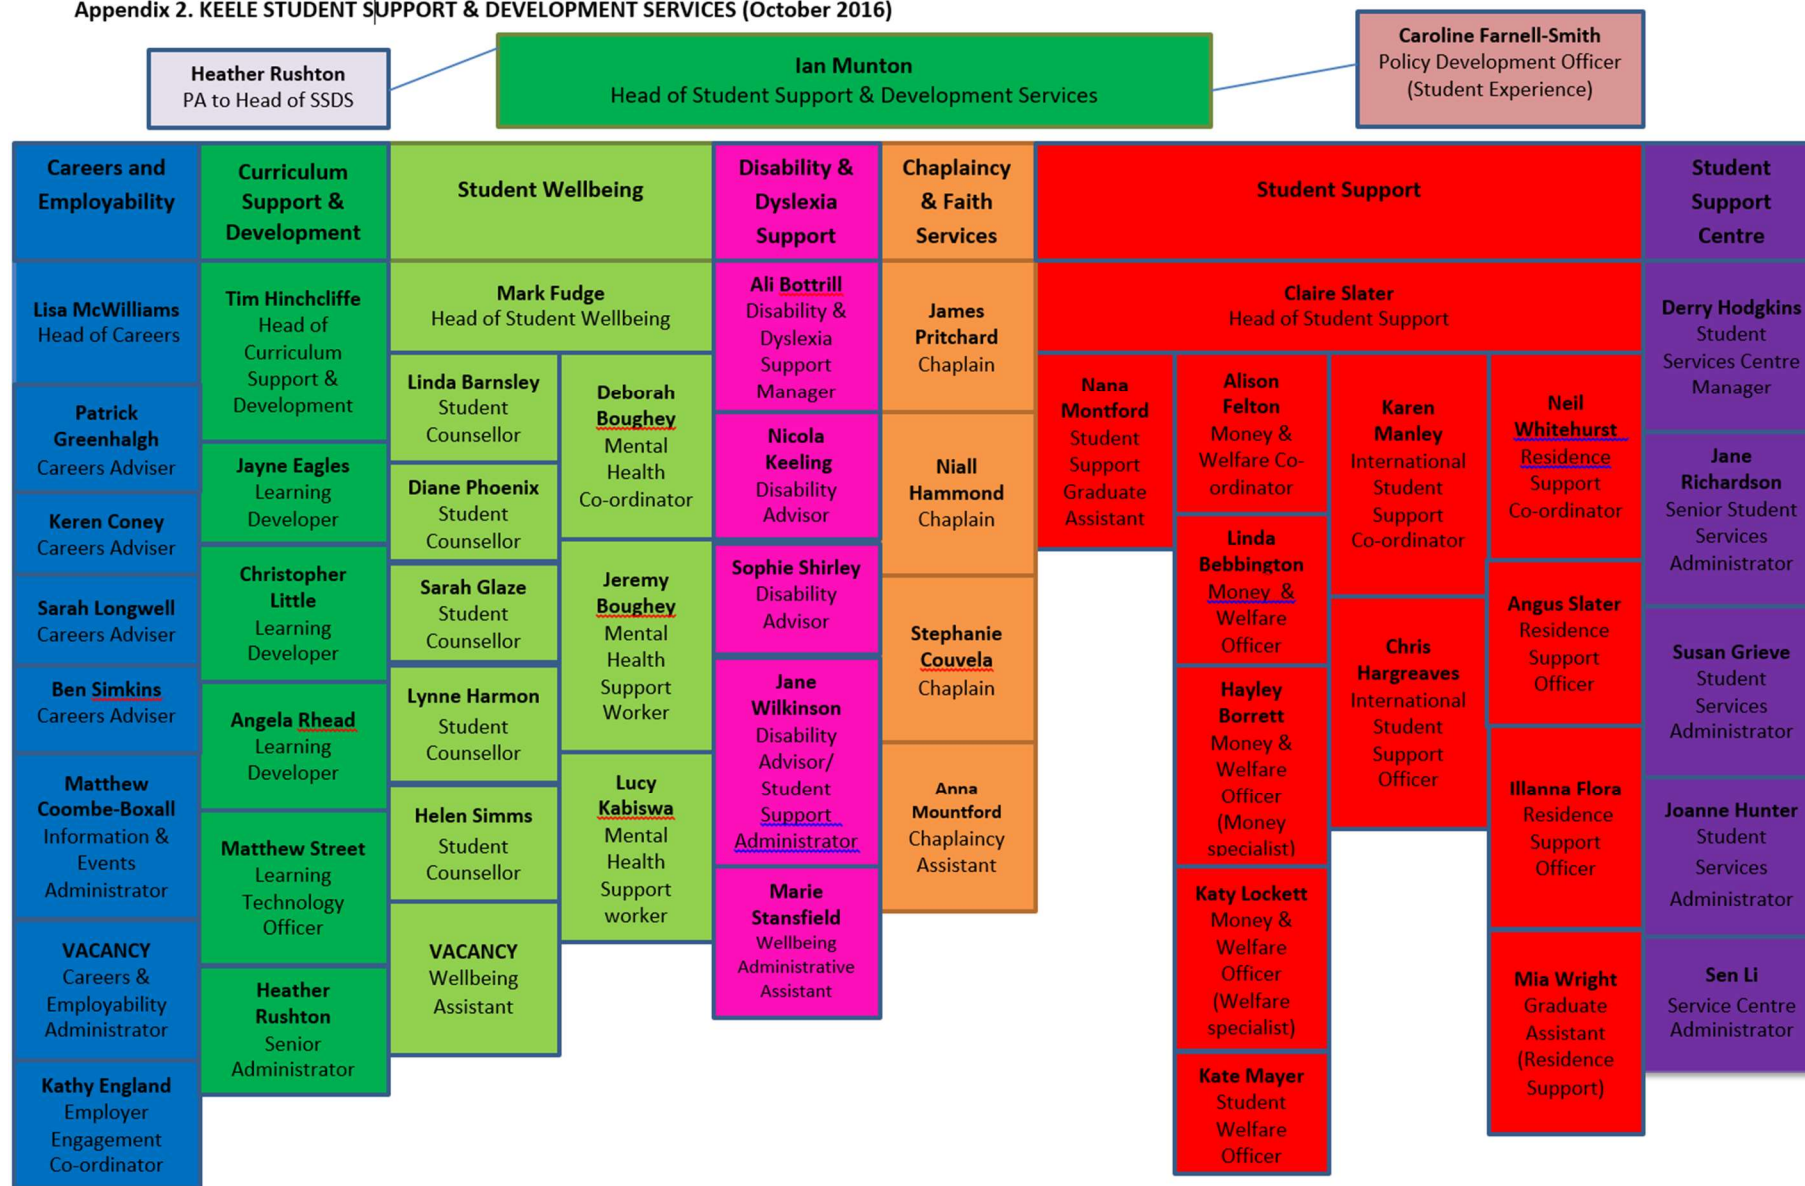 Appendix 2. KEELE STUDENT SUPPORT & DEVELOPMENT SERVICES (October 2016)
Heather Rushton
PA to Head of SSDS
Ian Munton
Head of Student Support & Development Services
Caroline Farnell-Smith
Policy Development Officer
(Student Experience)
Careers and
Employability
Lisa McWilliams
Head of Careers
Patrick
Greenhalgh
Careers Adviser
Keren Coney
Careers Adviser
Sarah Longwell
Careers Adviser
Ben Simkins
Careers Adviser
Matthew
Coombe-Boxall
Information &
Events
Administrator
VACANCY
Careers &
Employability
Administrator
Kathy England
Employer
Engagement
Co-ordinator
Curriculum
Support &
Development
Tim Hinchcliffe
Head of
Curriculum
Support &
Development
Jayne Eagles
Learning
Developer
Christopher
Little
Learning
Developer
Angela Rhead
Learning
Developer
Matthew Street
Learning
Technology
Officer
Heather
Rushton
Senior
Administrator
Student Wellbeing
Mark Fudge
Head of Student Wellbeing
Linda Barnsley
Student
Counsellor
Diane Phoenix
Student
Counsellor
Sarah Glaze
Student
Counsellor
Lynne Harmon
Student
Counsellor
Helen Simms
Student
Counsellor
VACANCY
Wellbeing
Assistant
Deborah
Boughey
Mental
Health
Co-ordinator
Jeremy
Boughey
Mental
Health
Support
Worker
Lucy
Kabiswa
Mental
Health
Support
worker
Disability &
Dyslexia
Support
Ali Bottrill
Disability &
Dyslexia
Support
Manager
Nicola
Keeling
Disability
Advisor
Sophie Shirley
Disability
Advisor
Jane
Wilkinson
Disability
Advisor/
Student
Support
Administrator
Marie
Stansfield
Wellbeing
Administrative
Assistant
Chaplaincy
& Faith
Services
James
Pritchard
Chaplain
Niall
Hammond
Chaplain
Stephanie
Couvela
Chaplain
Anna
Mountford
Chaplaincy
Assistant
Student Support
Claire Slater
Head of Student Support
Nana
Montford
Student
Support
Graduate
Assistant
Alison
Felton
Money &
Welfare Co-
ordinator
Linda
Bebbington
Money &
Welfare
Officer
Hayley
Borrett
Money &
Welfare
Officer
(Money
specialist)
Katy Lockett
Money &
Welfare
Officer
(Welfare
specialist)
Kate Mayer
Student
Welfare
Officer
Karen
Manley
International
Student
Support
Co-ordinator
Chris
Hargreaves
International
Student
Support
Officer
Neil
Whitehurst
Residence
Support
Co-ordinator
Angus Slater
Residence
Support
Officer
Illanna Flora
Residence
Support
Officer
Mia Wright
Graduate
Assistant
(Residence
Support)
Student
Support
Centre
Derry Hodgkins
Student
Services Centre
Manager
Jane
Richardson
Senior Student
Services
Administrator
Susan Grieve
Student
Services
Administrator
Joanne Hunter
Student
Services
Administrator
Sen Li
Service Centre
Administrator